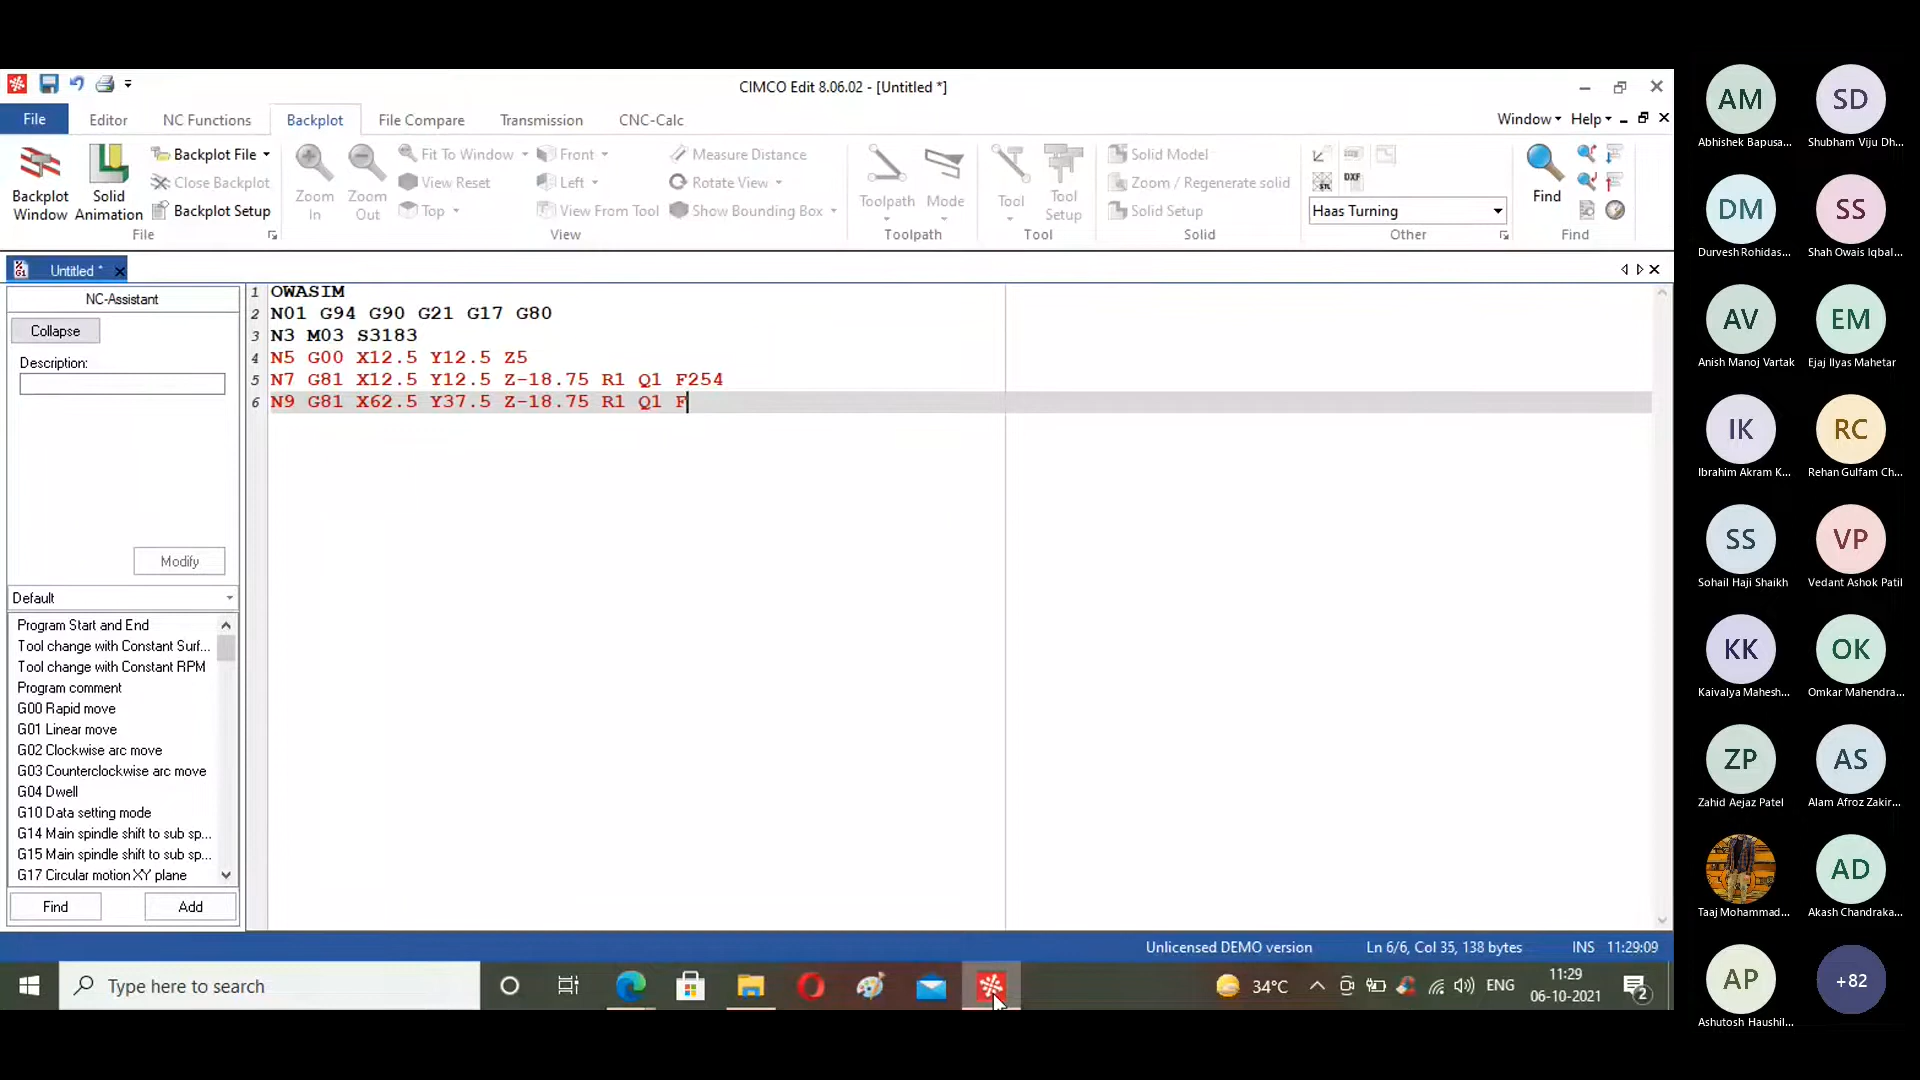 CIMCO Edit 8.06.02 - [Untitled *]
File Editor NC Functions Backplot File Compare Transmission CNC-Calc Window Help
Backplot Window
Solid Animation
Backplot File
Close Backplot
Backplot Setup
File
Zoom In
Zoom Out
Fit To Window
View Reset
Top
Front
Left
View From Tool
Measure Distance
Rotate View
Show Bounding Box
View
Toolpath
Mode
Toolpath
Tool
Tool Setup
Tool
Solid Model
Zoom / Regenerate solid
Solid Setup
Solid
STL
DXF
Haas Turning
Other
Find
Find
Untitled *
NC-Assistant
Collapse
Description:
Modify
Default
Program Start and End
Tool change with Constant Surf...
Tool change with Constant RPM
Program comment
G00 Rapid move
G01 Linear move
G02 Clockwise arc move
G03 Counterclockwise arc move
G04 Dwell
G10 Data setting mode
G14 Main spindle shift to sub sp...
G15 Main spindle shift to sub sp...
G17 Circular motion XY plane
Find Add
1 OWASIM
2 N01 G94 G90 G21 G17 G80
3 N3 M03 S3183
4 N5 G00 X12.5 Y12.5 Z5
5 N7 G81 X12.5 Y12.5 Z-18.75 R1 Q1 F254
6 N9 G81 X62.5 Y37.5 Z-18.75 R1 Q1 F
Unlicensed DEMO version Ln 6/6, Col 35, 138 bytes INS 11:29:09
Type here to search
34°C ENG
11:29
06-10-2021
2
AM
Abhishek Bapusa...
SD
Shubham Viju Dh...
DM
Durvesh Rohidas...
SS
Shah Owais Iqbal...
AV
Anish Manoj Vartak
EM
Ejaj Ilyas Mahetar
IK
Ibrahim Akram K...
RC
Rehan Gulfam Ch...
SS
Sohail Haji Shaikh
VP
Vedant Ashok Patil
KK
Kaivalya Mahesh...
OK
Omkar Mahendra...
ZP
Zahid Aejaz Patel
AS
Alam Afroz Zakir...
Taaj Mohammad...
AD
Akash Chandraka...
AP
Ashutosh Haushil...
+82